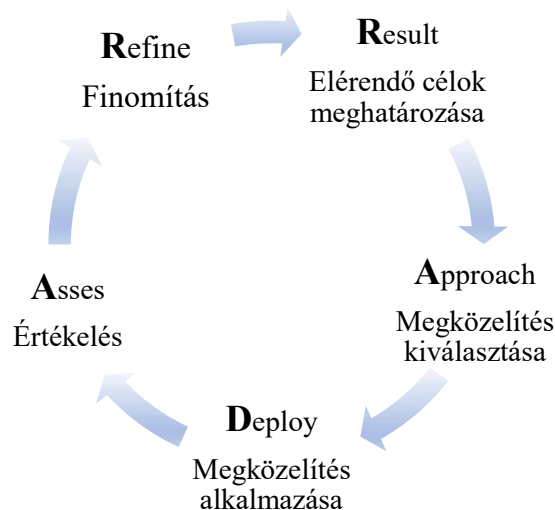 Refine
Finomítás
Result
Elérendő célok
meghatározása
Approach
Megközelítés
kiválasztása
Deploy
Megközelítés
alkalmazása
Asses
Értékelés